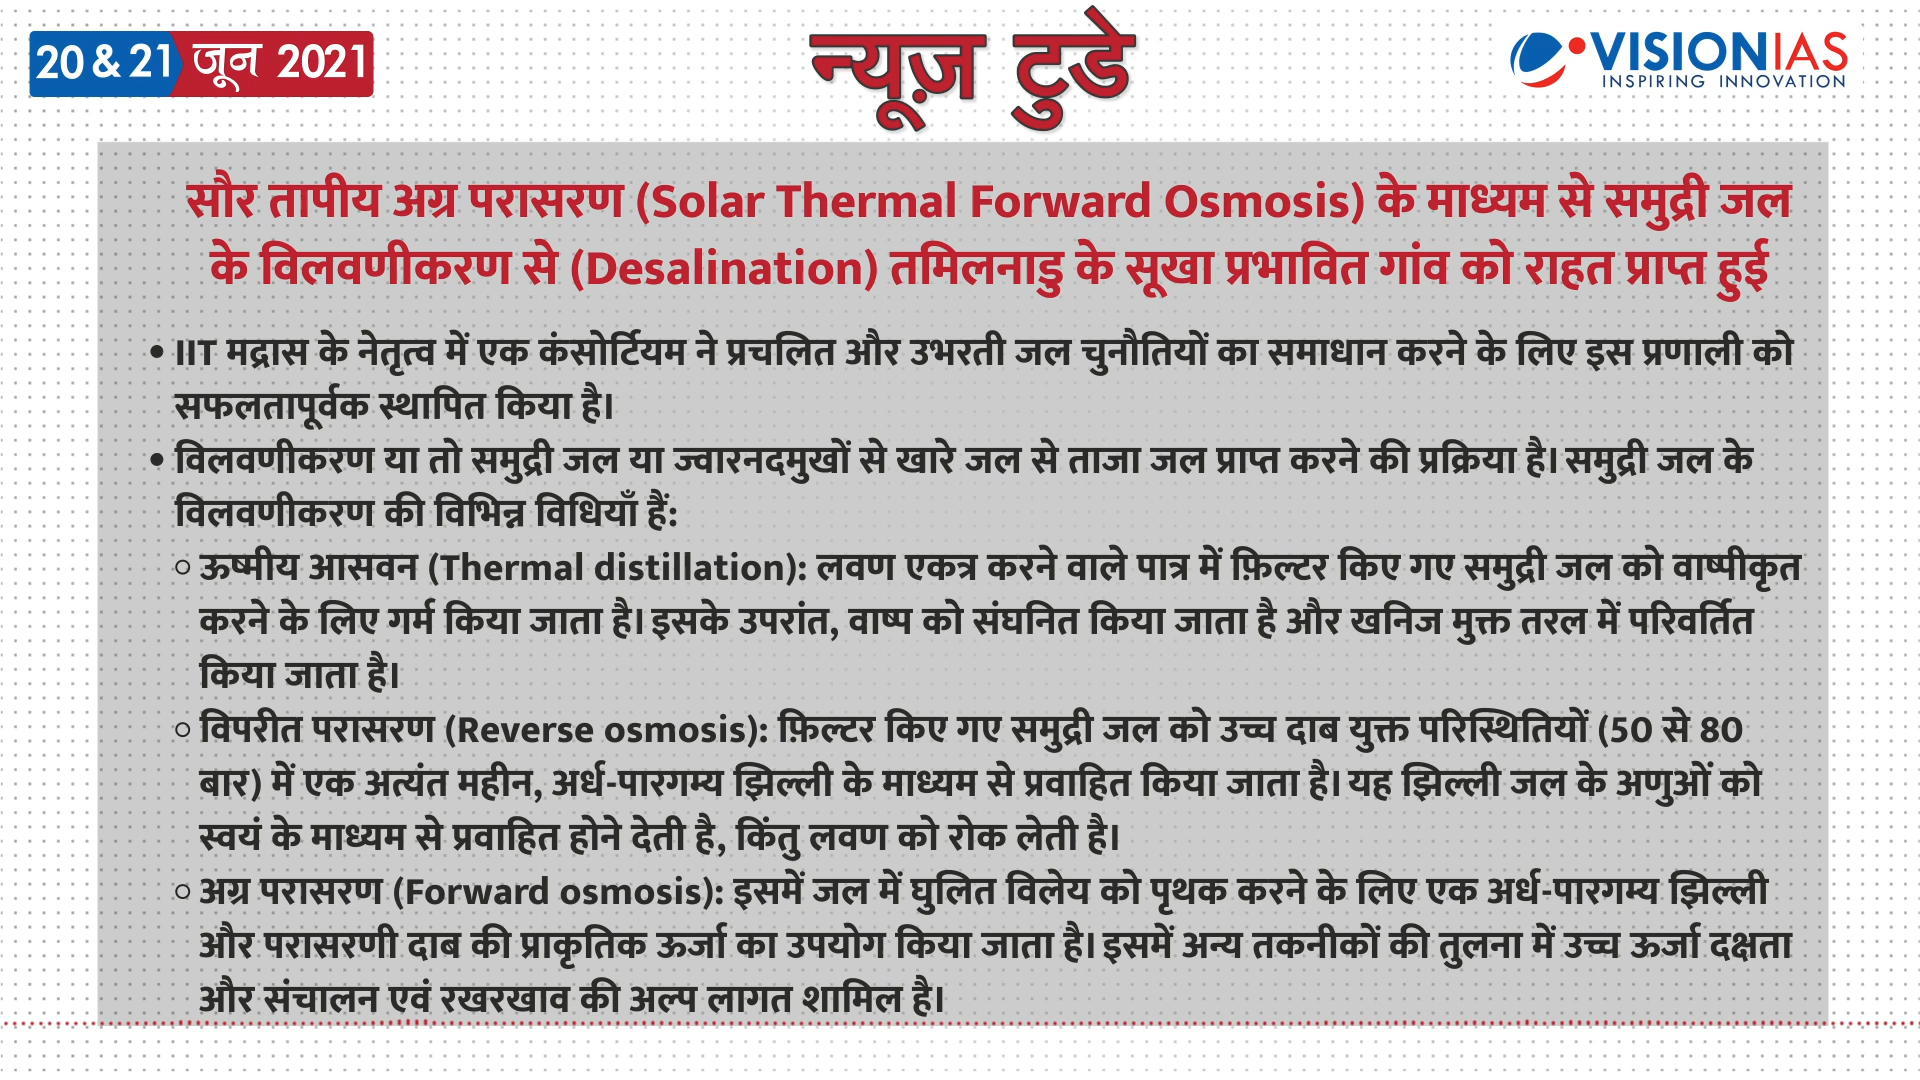 20 & 21 जून 2021
न्यूज़ टुडे
VISIONIAS
INSPIRING INNOVATION
सौर तापीय अग्र परासरण (Solar Thermal Forward Osmosis) के माध्यम से समुद्री जल
के विलवणीकरण से (Desalination) तमिलनाडु के सूखा प्रभावित गांव को राहत प्राप्त हुई
• IIT मद्रास के नेतृत्व में एक कंसोर्टियम ने प्रचलित और उभरती जल चुनौतियों का समाधान करने के लिए इस प्रणाली को
सफलतापूर्वक स्थापित किया है।
• विलवणीकरण या तो समुद्री जल या ज्वारनदमुखों से खारे जल से ताजा जल प्राप्त करने की प्रक्रिया है। समुद्री जल के
विलवणीकरण की विभिन्न विधियाँ हैं:
○ ऊष्मीय आसवन (Thermal distillation): लवण एकत्र करने वाले पात्र में फ़िल्टर किए गए समुद्री जल को वाष्पीकृत
करने के लिए गर्म किया जाता है। इसके उपरांत, वाष्प को संघनित किया जाता है और खनिज मुक्त तरल में परिवर्तित
किया जाता है।
○ विपरीत परासरण (Reverse osmosis): फ़िल्टर किए गए समुद्री जल को उच्च दाब युक्त परिस्थितियों (50 से 80
बार) में एक अत्यंत महीन, अर्ध-पारगम्य झिल्ली के माध्यम से प्रवाहित किया जाता है। यह झिल्ली जल के अणुओं को
स्वयं के माध्यम से प्रवाहित होने देती है, किंतु लवण को रोक लेती है।
○ अग्र परासरण (Forward osmosis): इसमें जल में घुलित विलेय को पृथक करने के लिए एक अर्ध-पारगम्य झिल्ली
और परासरणी दाब की प्राकृतिक ऊर्जा का उपयोग किया जाता है। इसमें अन्य तकनीकों की तुलना में उच्च ऊर्जा दक्षता
और संचालन एवं रखरखाव की अल्प लागत शामिल है।